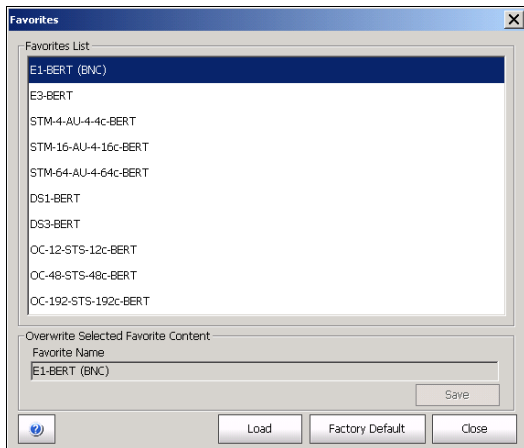 Favorites
Favorites List
E1-BERT (BNC)
E3-BERT
STM-4-AU-4-4c-BERT
STM-16-AU-4-16c-BERT
STM-64-AU-4-64c-BERT
DS1-BERT
DS3-BERT
OC-12-STS-12c-BERT
OC-48-STS-48c-BERT
OC-192-STS-192c-BERT
Overwrite Selected Favorite Content
Favorite Name
E1-BERT (BNC)
Save
? Load Factory Default Close